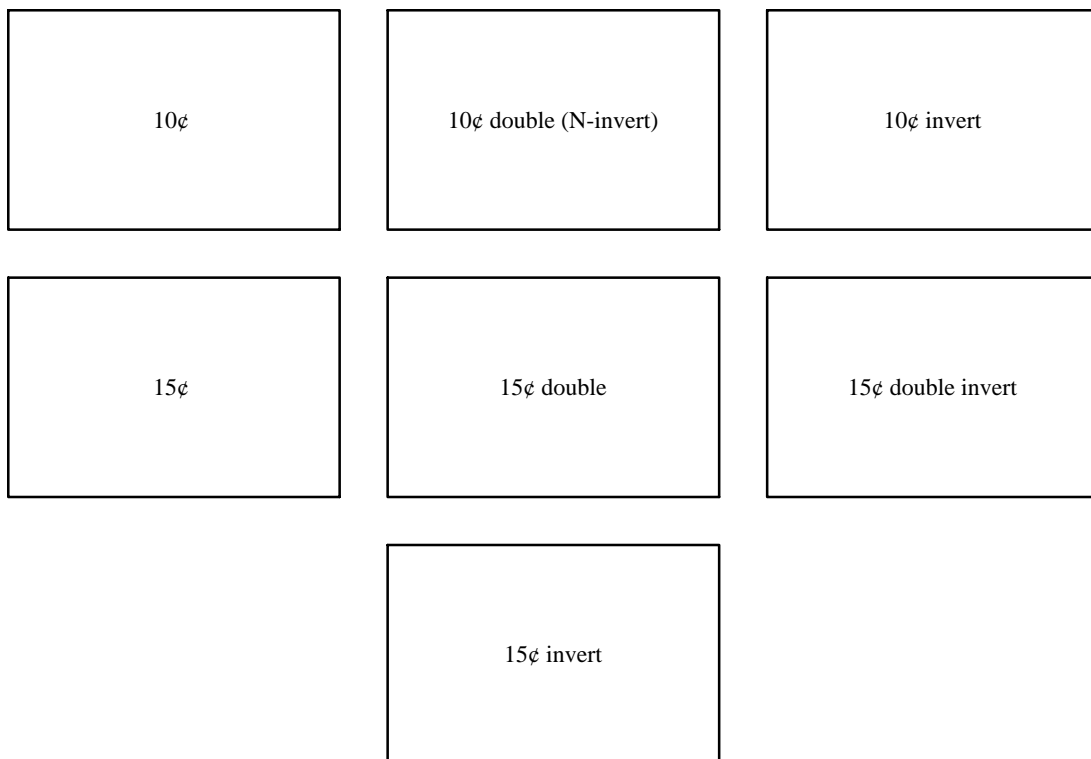 10¢
10¢ double (N-invert)
10¢ invert
15¢
15¢ double
15¢ double invert
15¢ invert